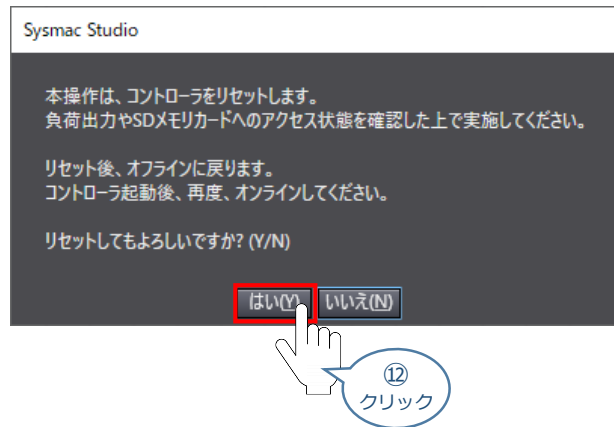 Sysmac Studio
本操作は、コントローラをリセットします。
負荷出力やSDメモリカードへのアクセス状態を確認した上で実施してください。
リセット後、オフラインに戻ります。
コントローラ起動後、再度、オンラインしてください。
リセットしてもよろしいですか? (Y/N)
はい(Y) いいえ(N)
⑫
クリック